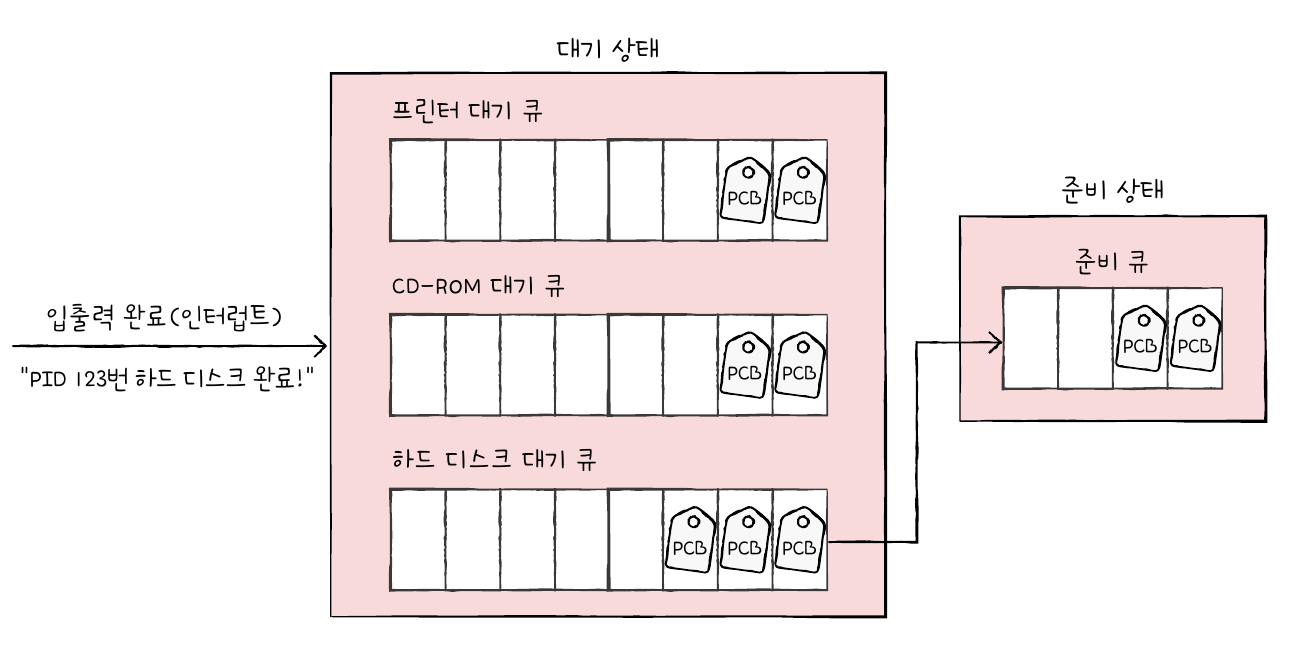 대기 상태
프린터 대기 큐
PCB PCB
CD-ROM 대기 큐
PCB PCB
하드 디스크 대기 큐
PCB PCB PCB
입출력 완료(인터럽트)
"PID 123번 하드 디스크 완료!"
준비 상태
준비 큐
PCB PCB